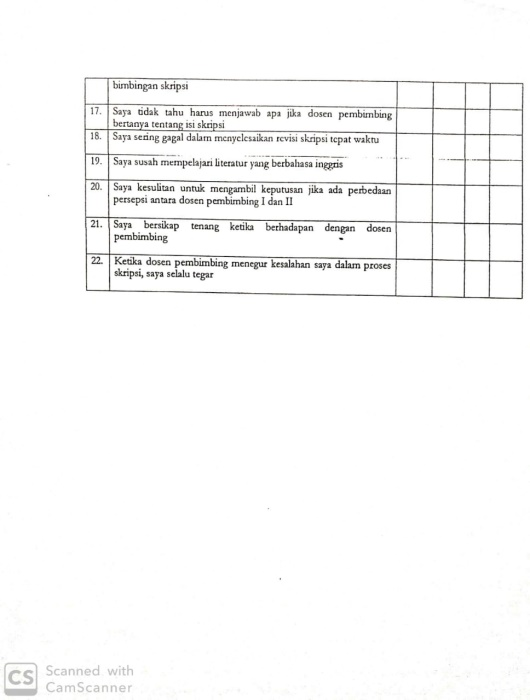 bimbingan skripsi
17. Saya tidak tahu harus menjawab apa jika dosen pembimbing
bertanya tentang isi skripsi
18. Saya sering gagal dalam menyelesaikan revisi skripsi tepat waktu
19. Saya susah mempelajari literatur yang berbahasa inggris
20. Saya kesulitan untuk mengambil keputusan jika ada perbedaan
persepsi antara dosen pembimbing I dan II
21. Saya bersikap tenang ketika berhadapan dengan dosen
pembimbing
22. Ketika dosen pembimbing menegur kesalahan saya dalam proses
skripsi, saya selalu tegar
CS Scanned with
CamScanner